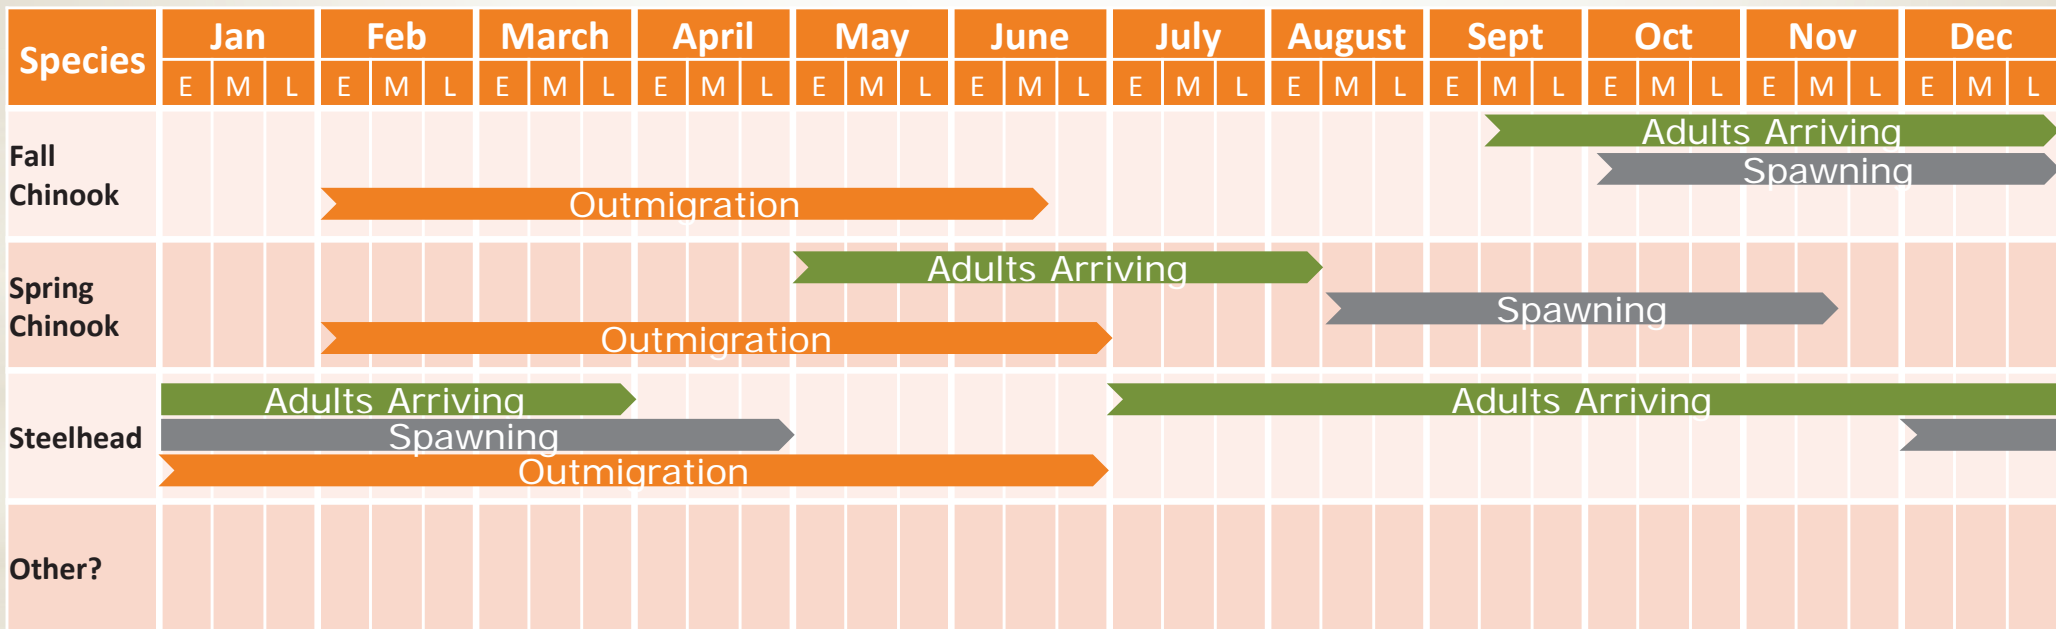 Species Jan Feb March April May June July August Sept Oct Nov Dec
E M L E M L E M L E M L E M L E M L E M L E M L E M L E M L E M L E M L
Fall
Chinook
Adults Arriving
Spawning
Outmigration
Spring
Chinook
Adults Arriving
Spawning
Outmigration
Steelhead
Adults Arriving Adults Arriving
Spawning
Outmigration
Other?